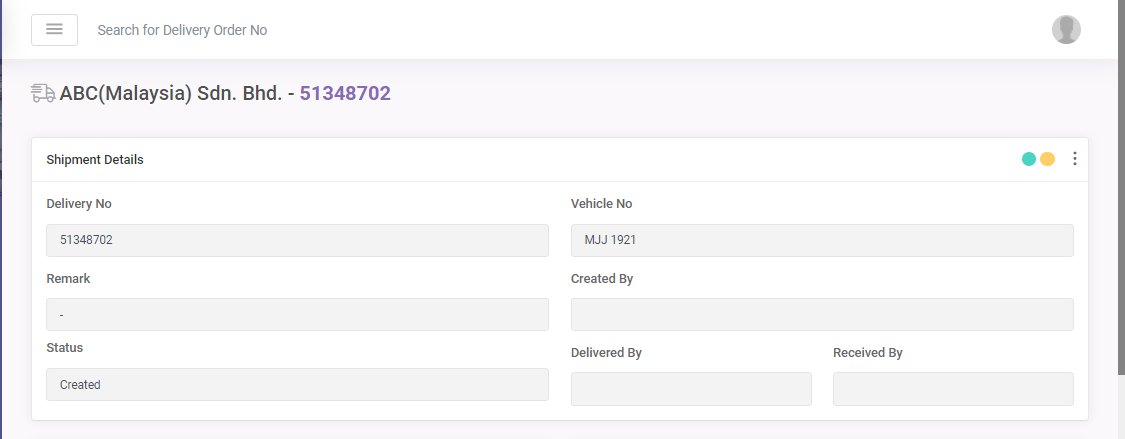 Search for Delivery Order No
ABC(Malaysia) Sdn. Bhd. - 51348702
Shipment Details
Delivery No
Vehicle No
51348702
MJJ 1921
Remark
Created By
-
Status
Delivered By
Received By
Created